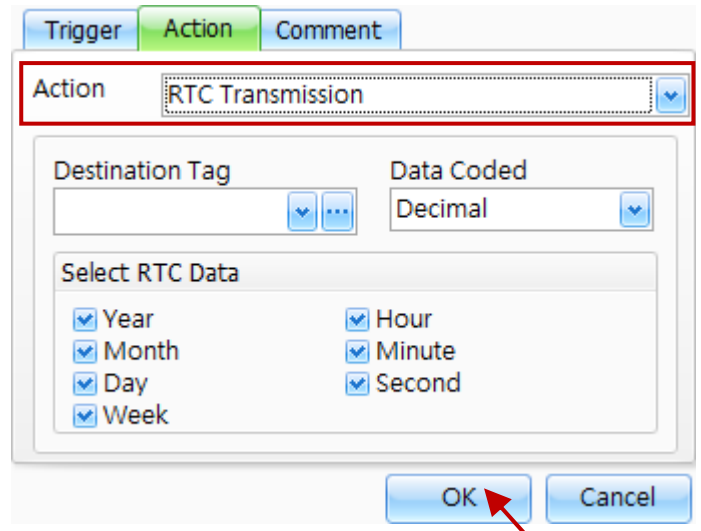 Trigger Action Comment
Action RTC Transmission
Destination Tag Data Coded
Decimal
Select RTC Data
Year Hour
Month Minute
Day Second
Week
OK Cancel